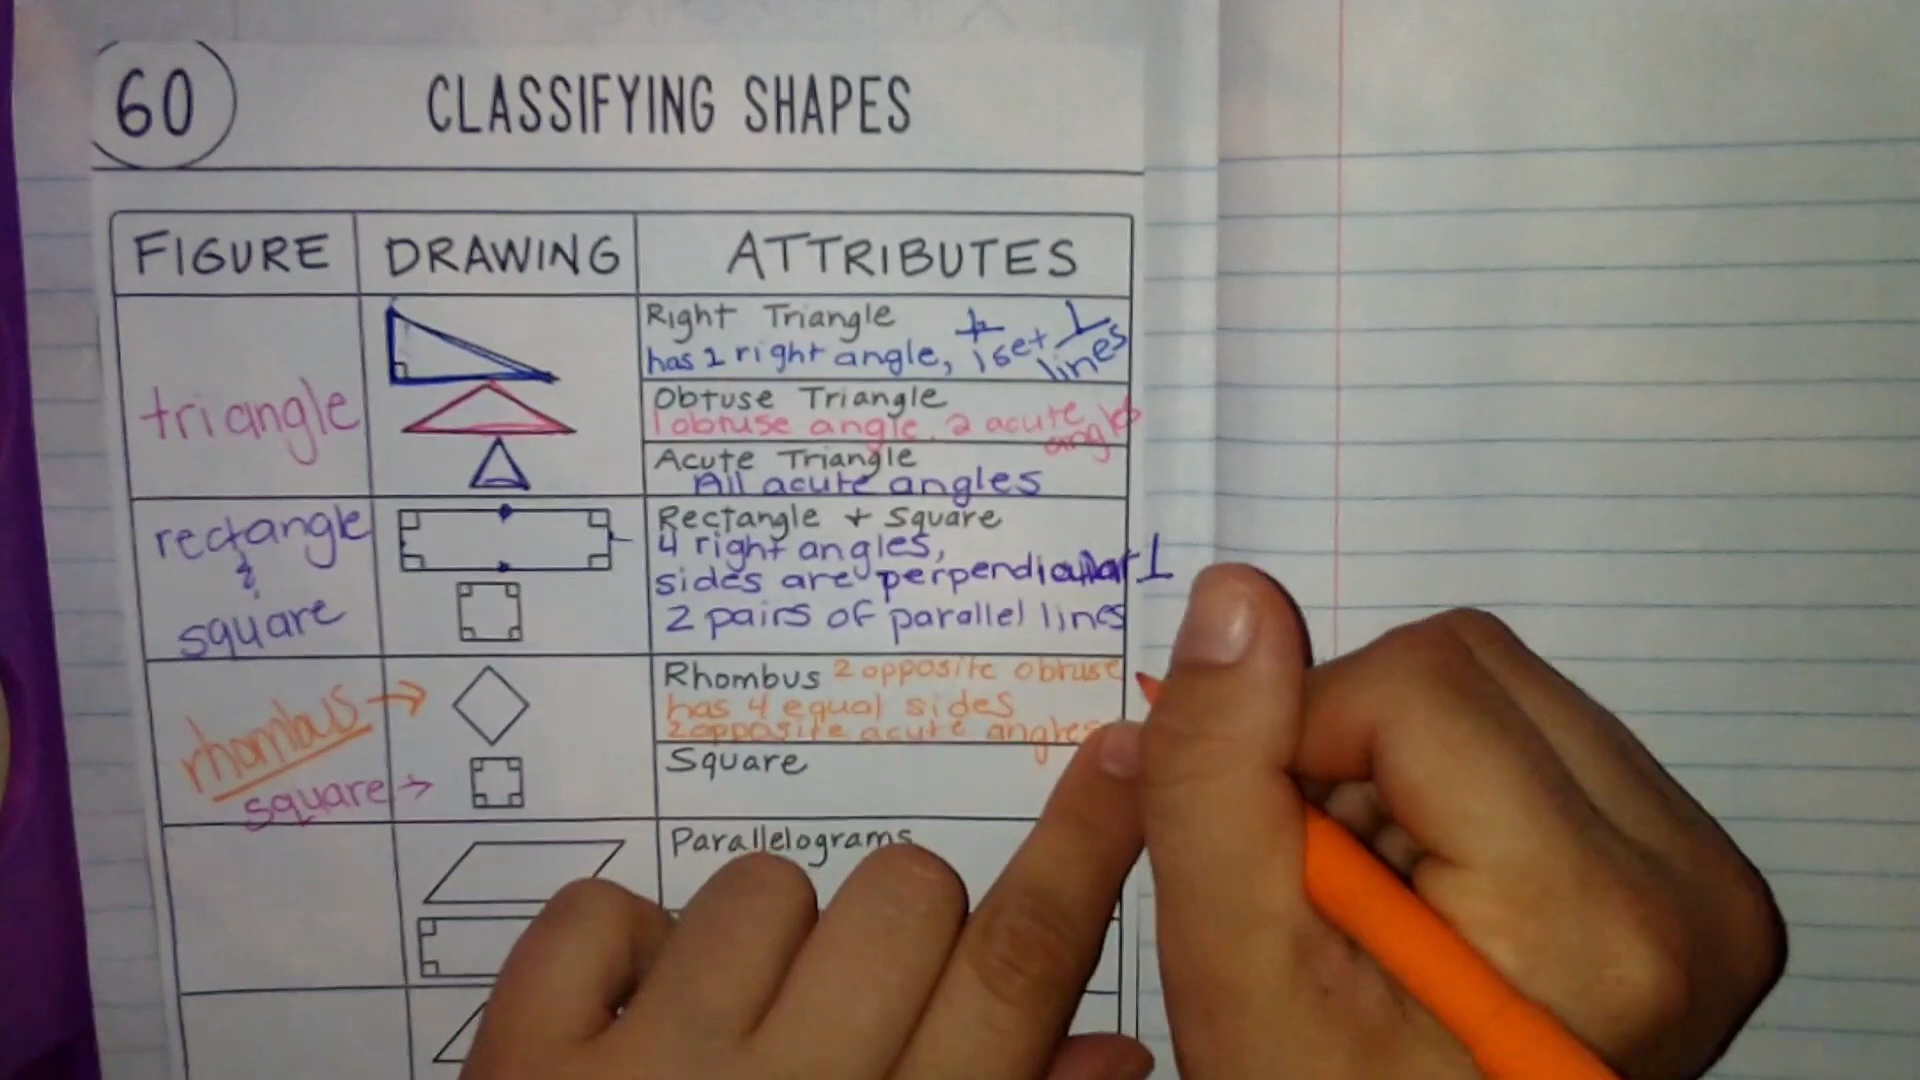 60
CLASSIFYING SHAPES
FIGURE DRAWING ATTRIBUTES
triangle
Right Triangle
has 1 right angle, 1 set ⊥ lines
Obtuse Triangle
1 obtuse angle. 2 acute angles
Acute Triangle
All acute angles
rectangle
&
square
Rectangle + Square
4 right angles,
sides are perpendicular ⊥
2 pairs of parallel lines
rhombus →
square →
Rhombus 2 opposite obtuse
has 4 equal sides
2 opposite acute angles
Square
Parallelograms